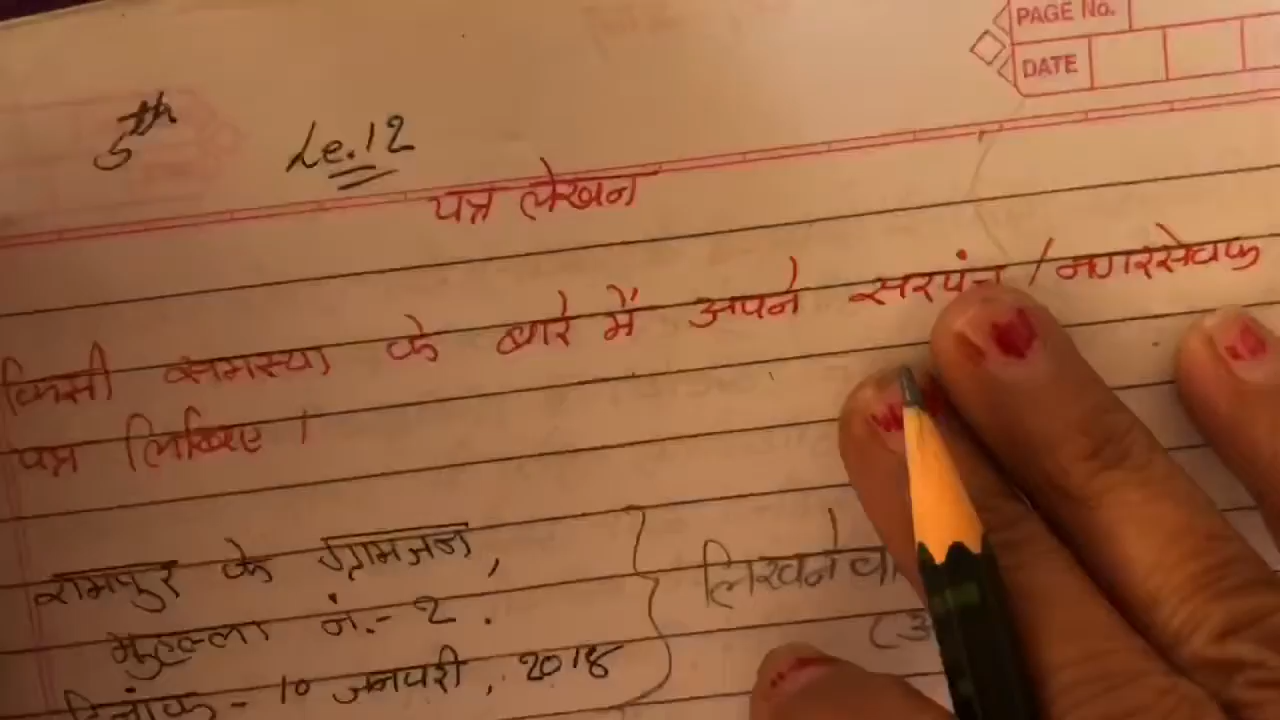 PAGE No.
DATE
5th
Le.12
पत्र लेखन
किसी समस्या के बारे में अपने सरपंच / नगरसेवक
पत्र लिखिए ।
रामपुर के ग्रामजन,
मुहल्ला नं.- 2.
दिनांक - 10 जनवरी, 2018
लिखनेवा
(अ